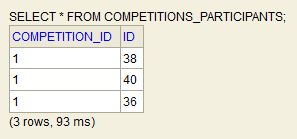 SELECT * FROM COMPETITIONS_PARTICIPANTS;
COMPETITION_ID ID
1 38
1 40
1 36
(3 rows, 93 ms)